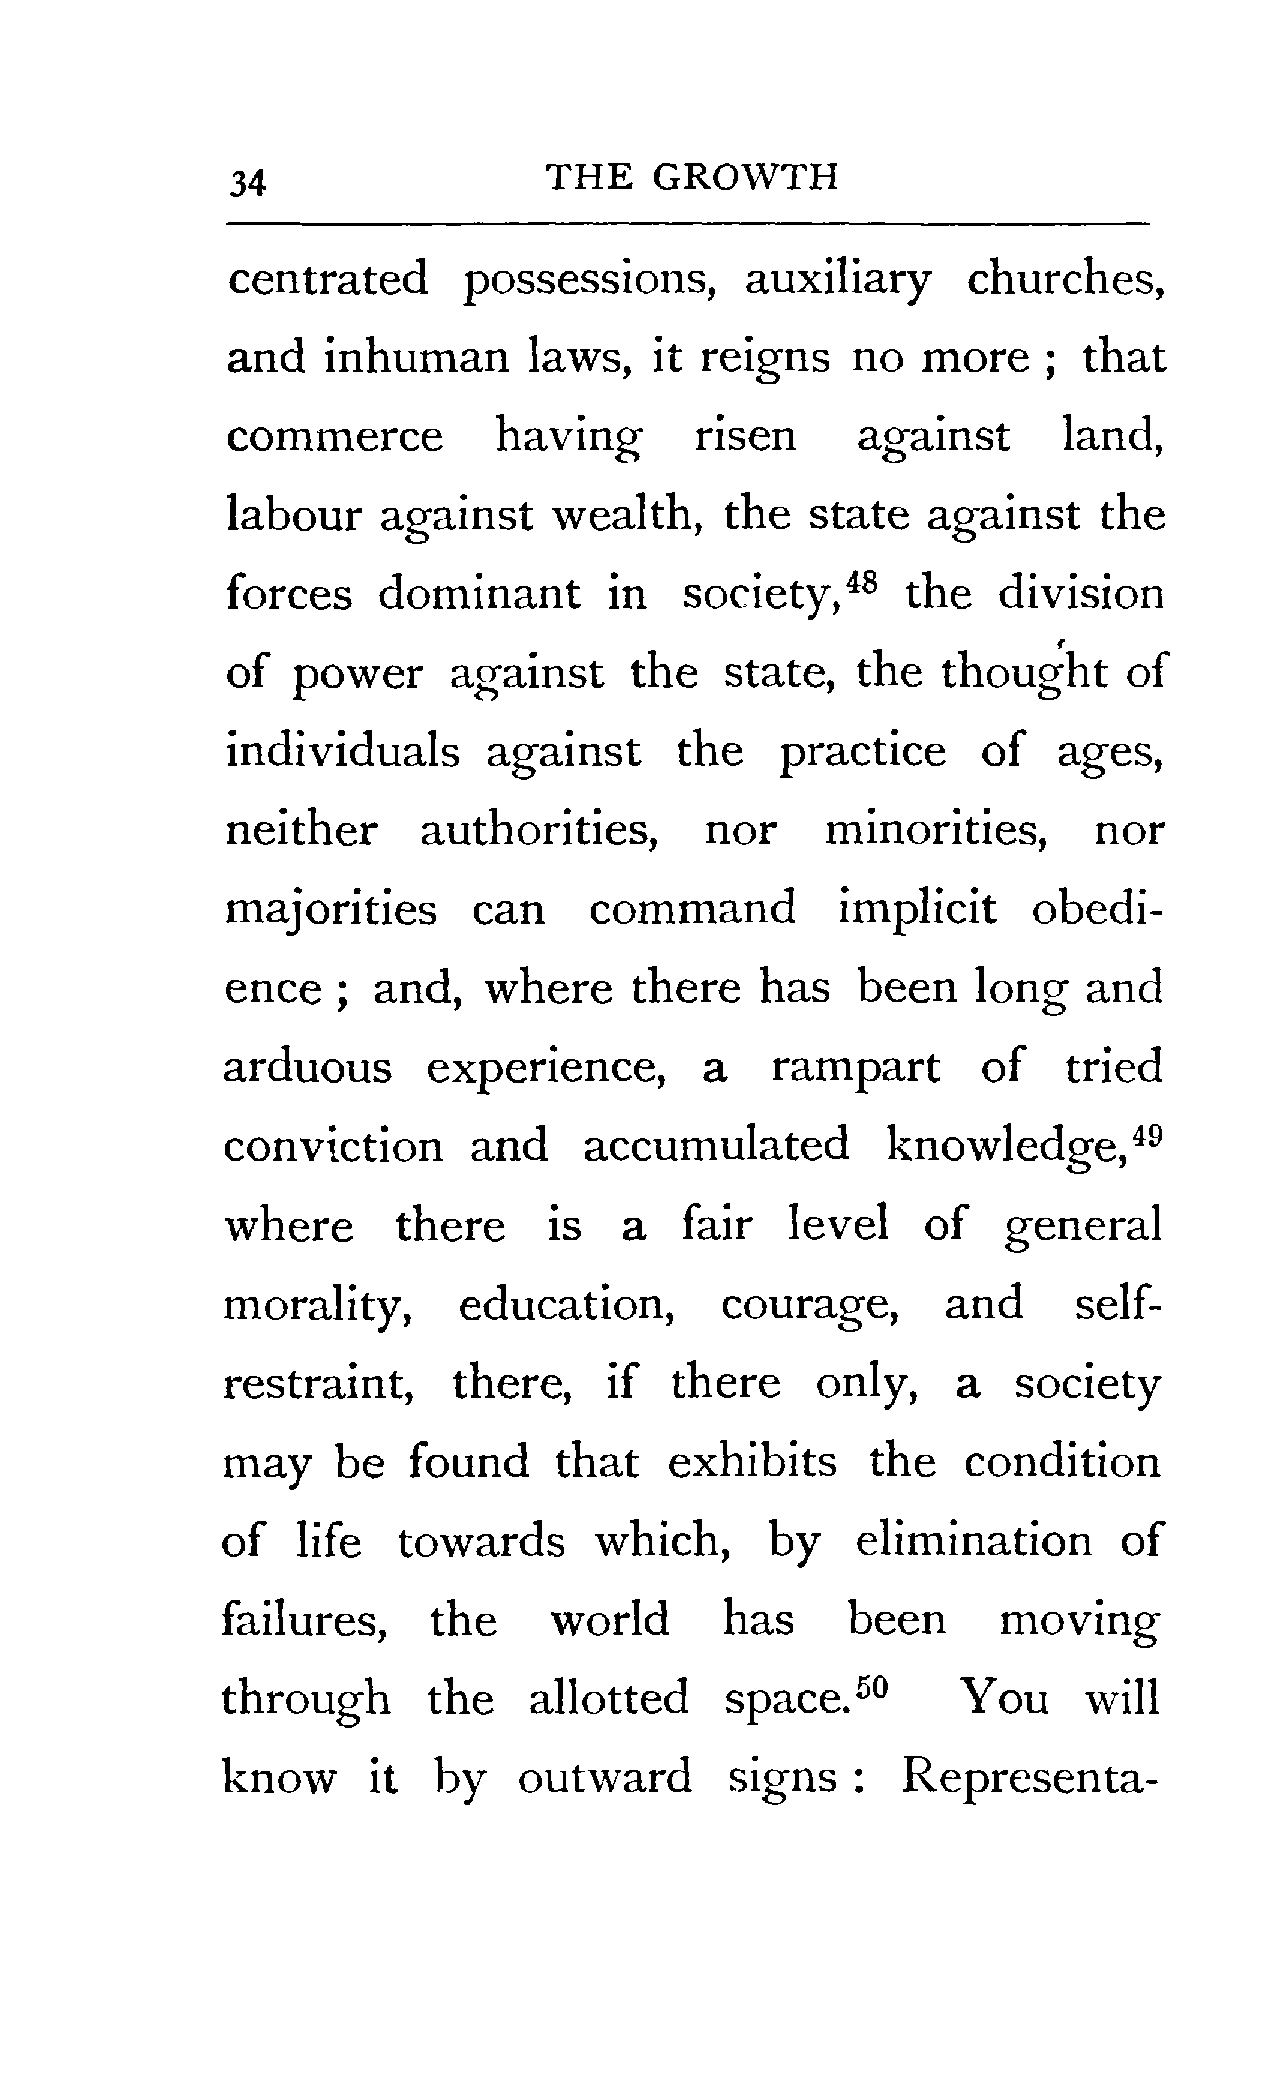 34 THE GROWTH
centrated possessions, auxiliary churches,
and inhuman laws, it reigns no more ; that
commerce having risen against land,
labour against wealth, the state against the
forces dominant in society,⁴⁸ the division
of power against the state, the thought of
individuals against the practice of ages,
neither authorities, nor minorities, nor
majorities can command implicit obedi-
ence ; and, where there has been long and
arduous experience, a rampart of tried
conviction and accumulated knowledge,⁴⁹
where there is a fair level of general
morality, education, courage, and self-
restraint, there, if there only, a society
may be found that exhibits the condition
of life towards which, by elimination of
failures, the world has been moving
through the allotted space.⁵⁰ You will
know it by outward signs : Representa-